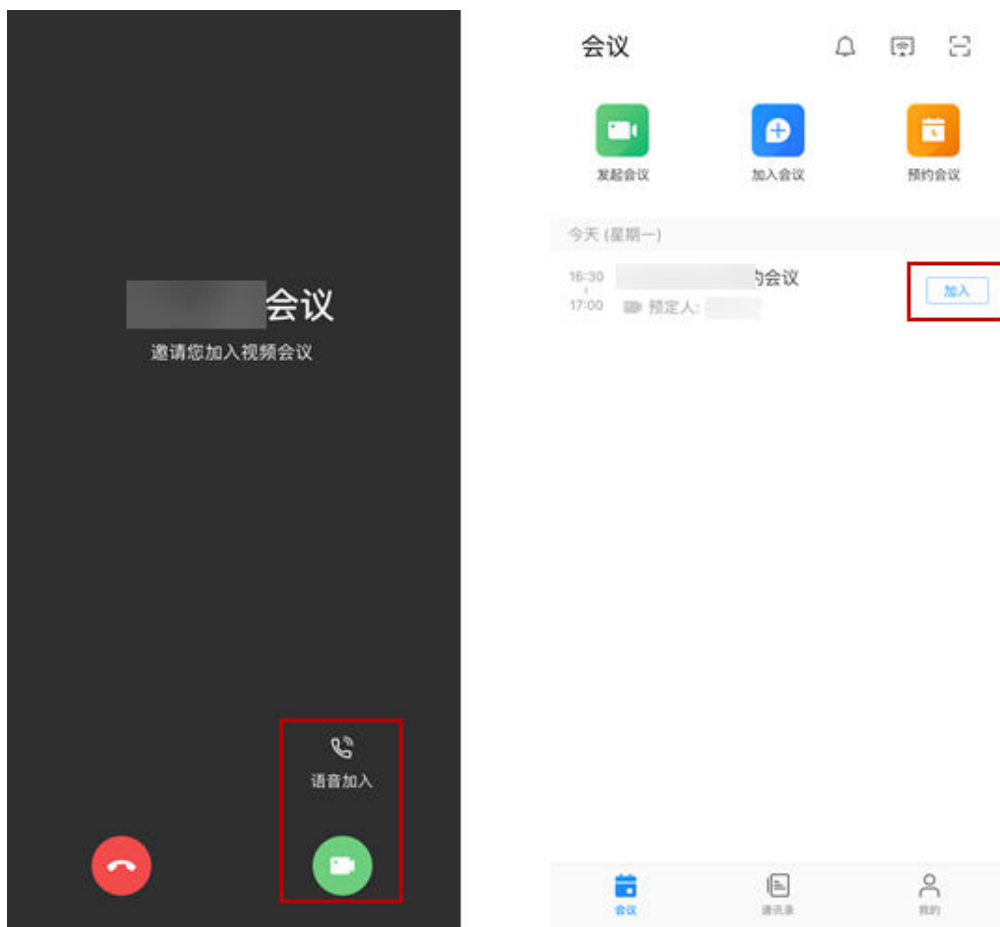 会议
邀请您加入视频会议
语音加入
会议
发起会议
加入会议
预约会议
今天 (星期一)
16:30
的会议
加入
17:00
预定人:
会议
通讯录
我的